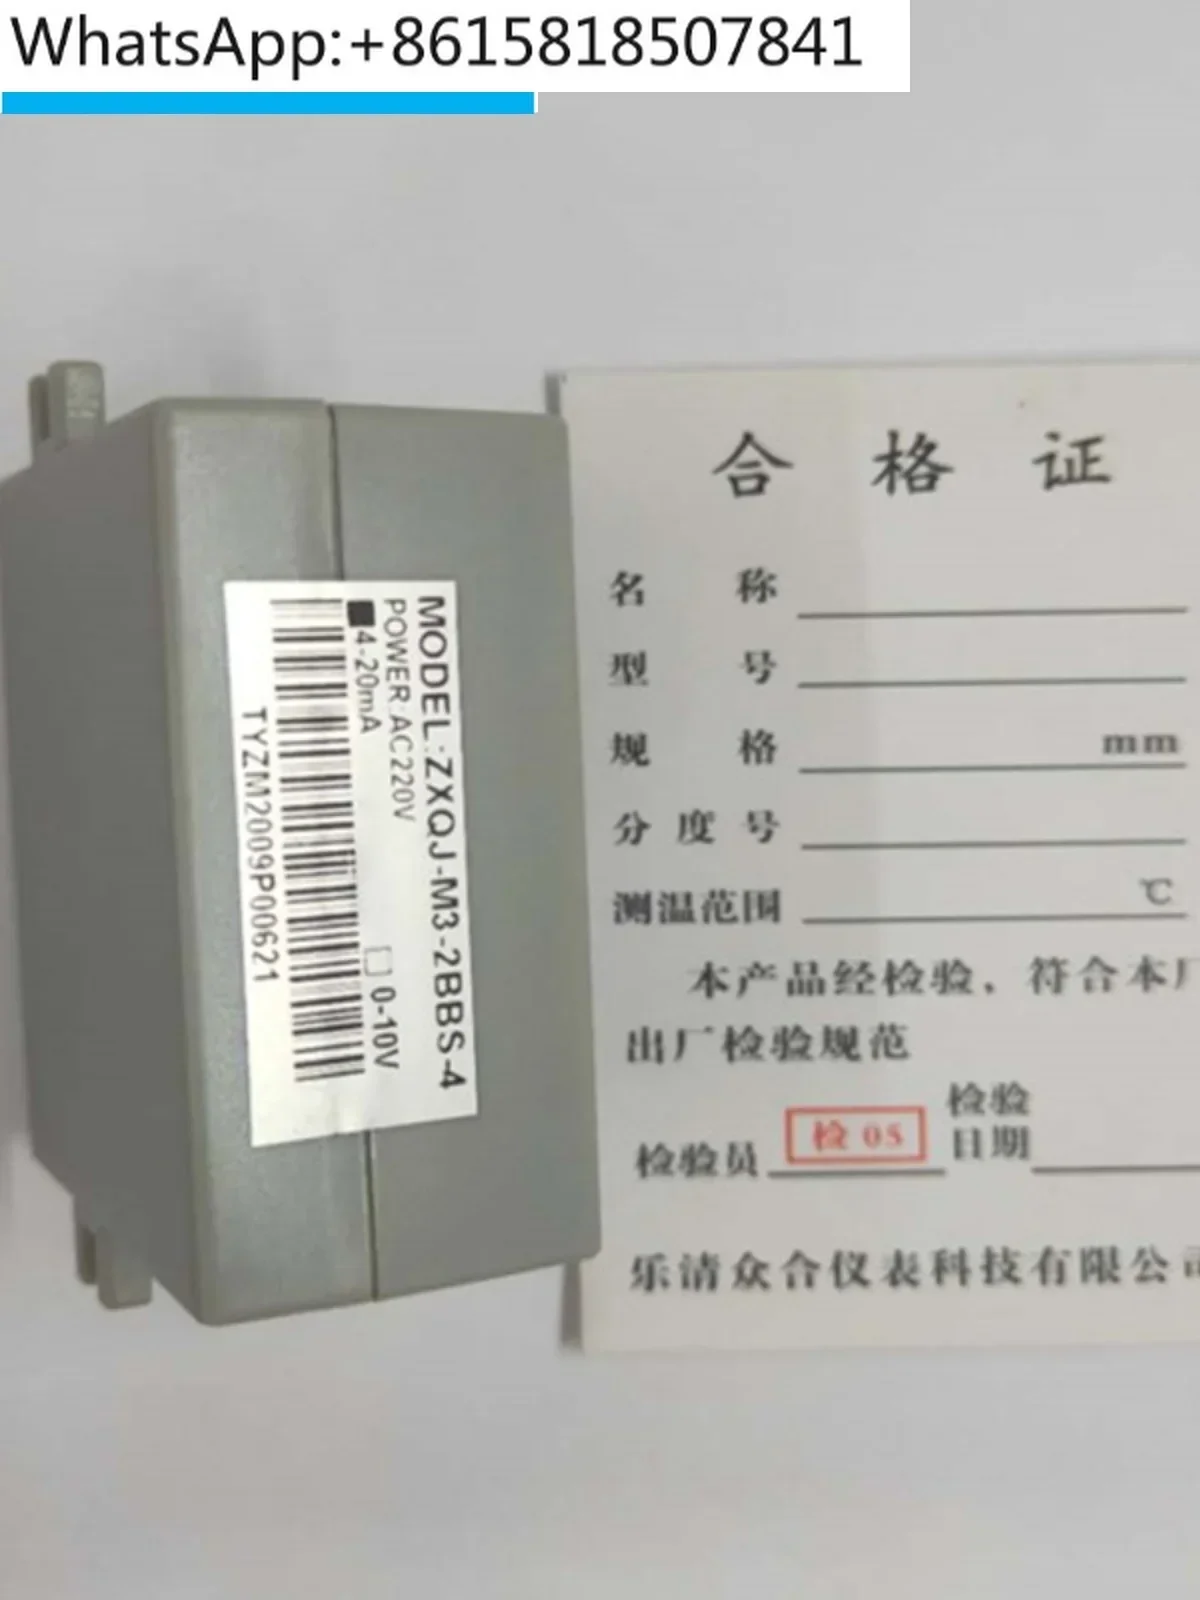 WhatsApp:+8615818507841
MODEL:ZXQJ-M3-2BBS-4
POWER:AC220V
■4-20mA □0-10V
TYZM2009P00621
合格证
名称
型号
规格 mm
分度号
测温范围 ℃
本产品经检验、符合本厂
出厂检验规范
检验员 检05 检验日期
乐清众合仪表科技有限公司